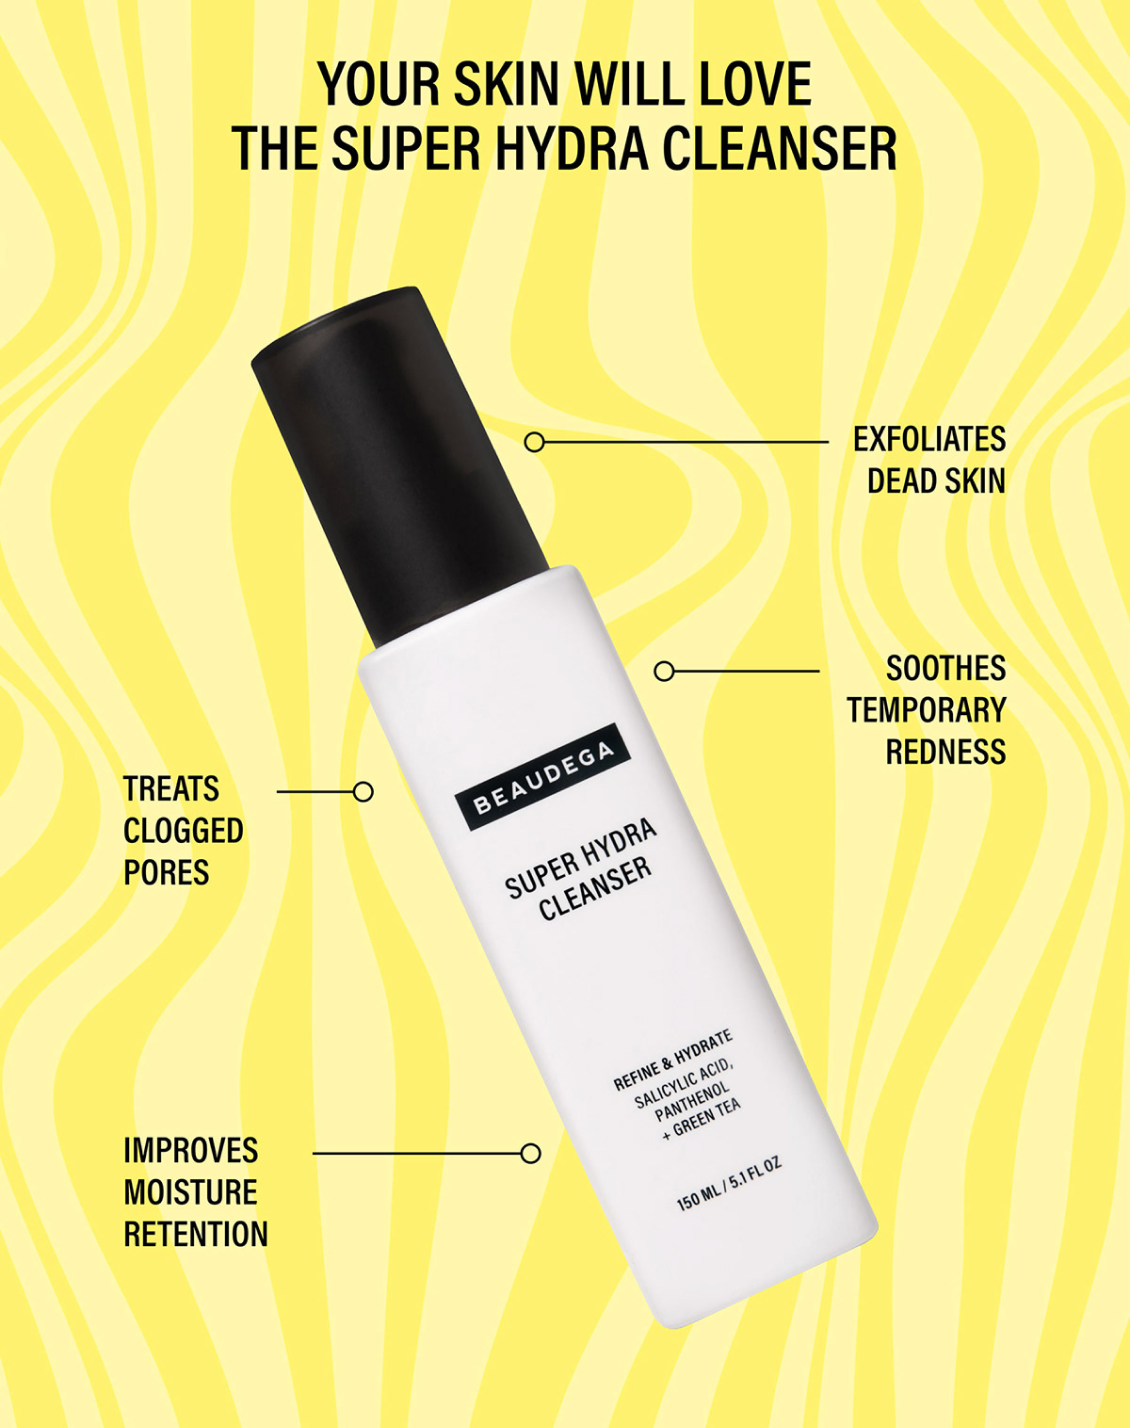 YOUR SKIN WILL LOVE
THE SUPER HYDRA CLEANSER
EXFOLIATES
DEAD SKIN
SOOTHES
TEMPORARY
REDNESS
TREATS
CLOGGED
PORES
IMPROVES
MOISTURE
RETENTION
BEAUDEGA
SUPER HYDRA
CLEANSER
REFINE & HYDRATE
SALICYLIC ACID,
PANTHENOL
+ GREEN TEA
150 ML / 5.1 FL OZ